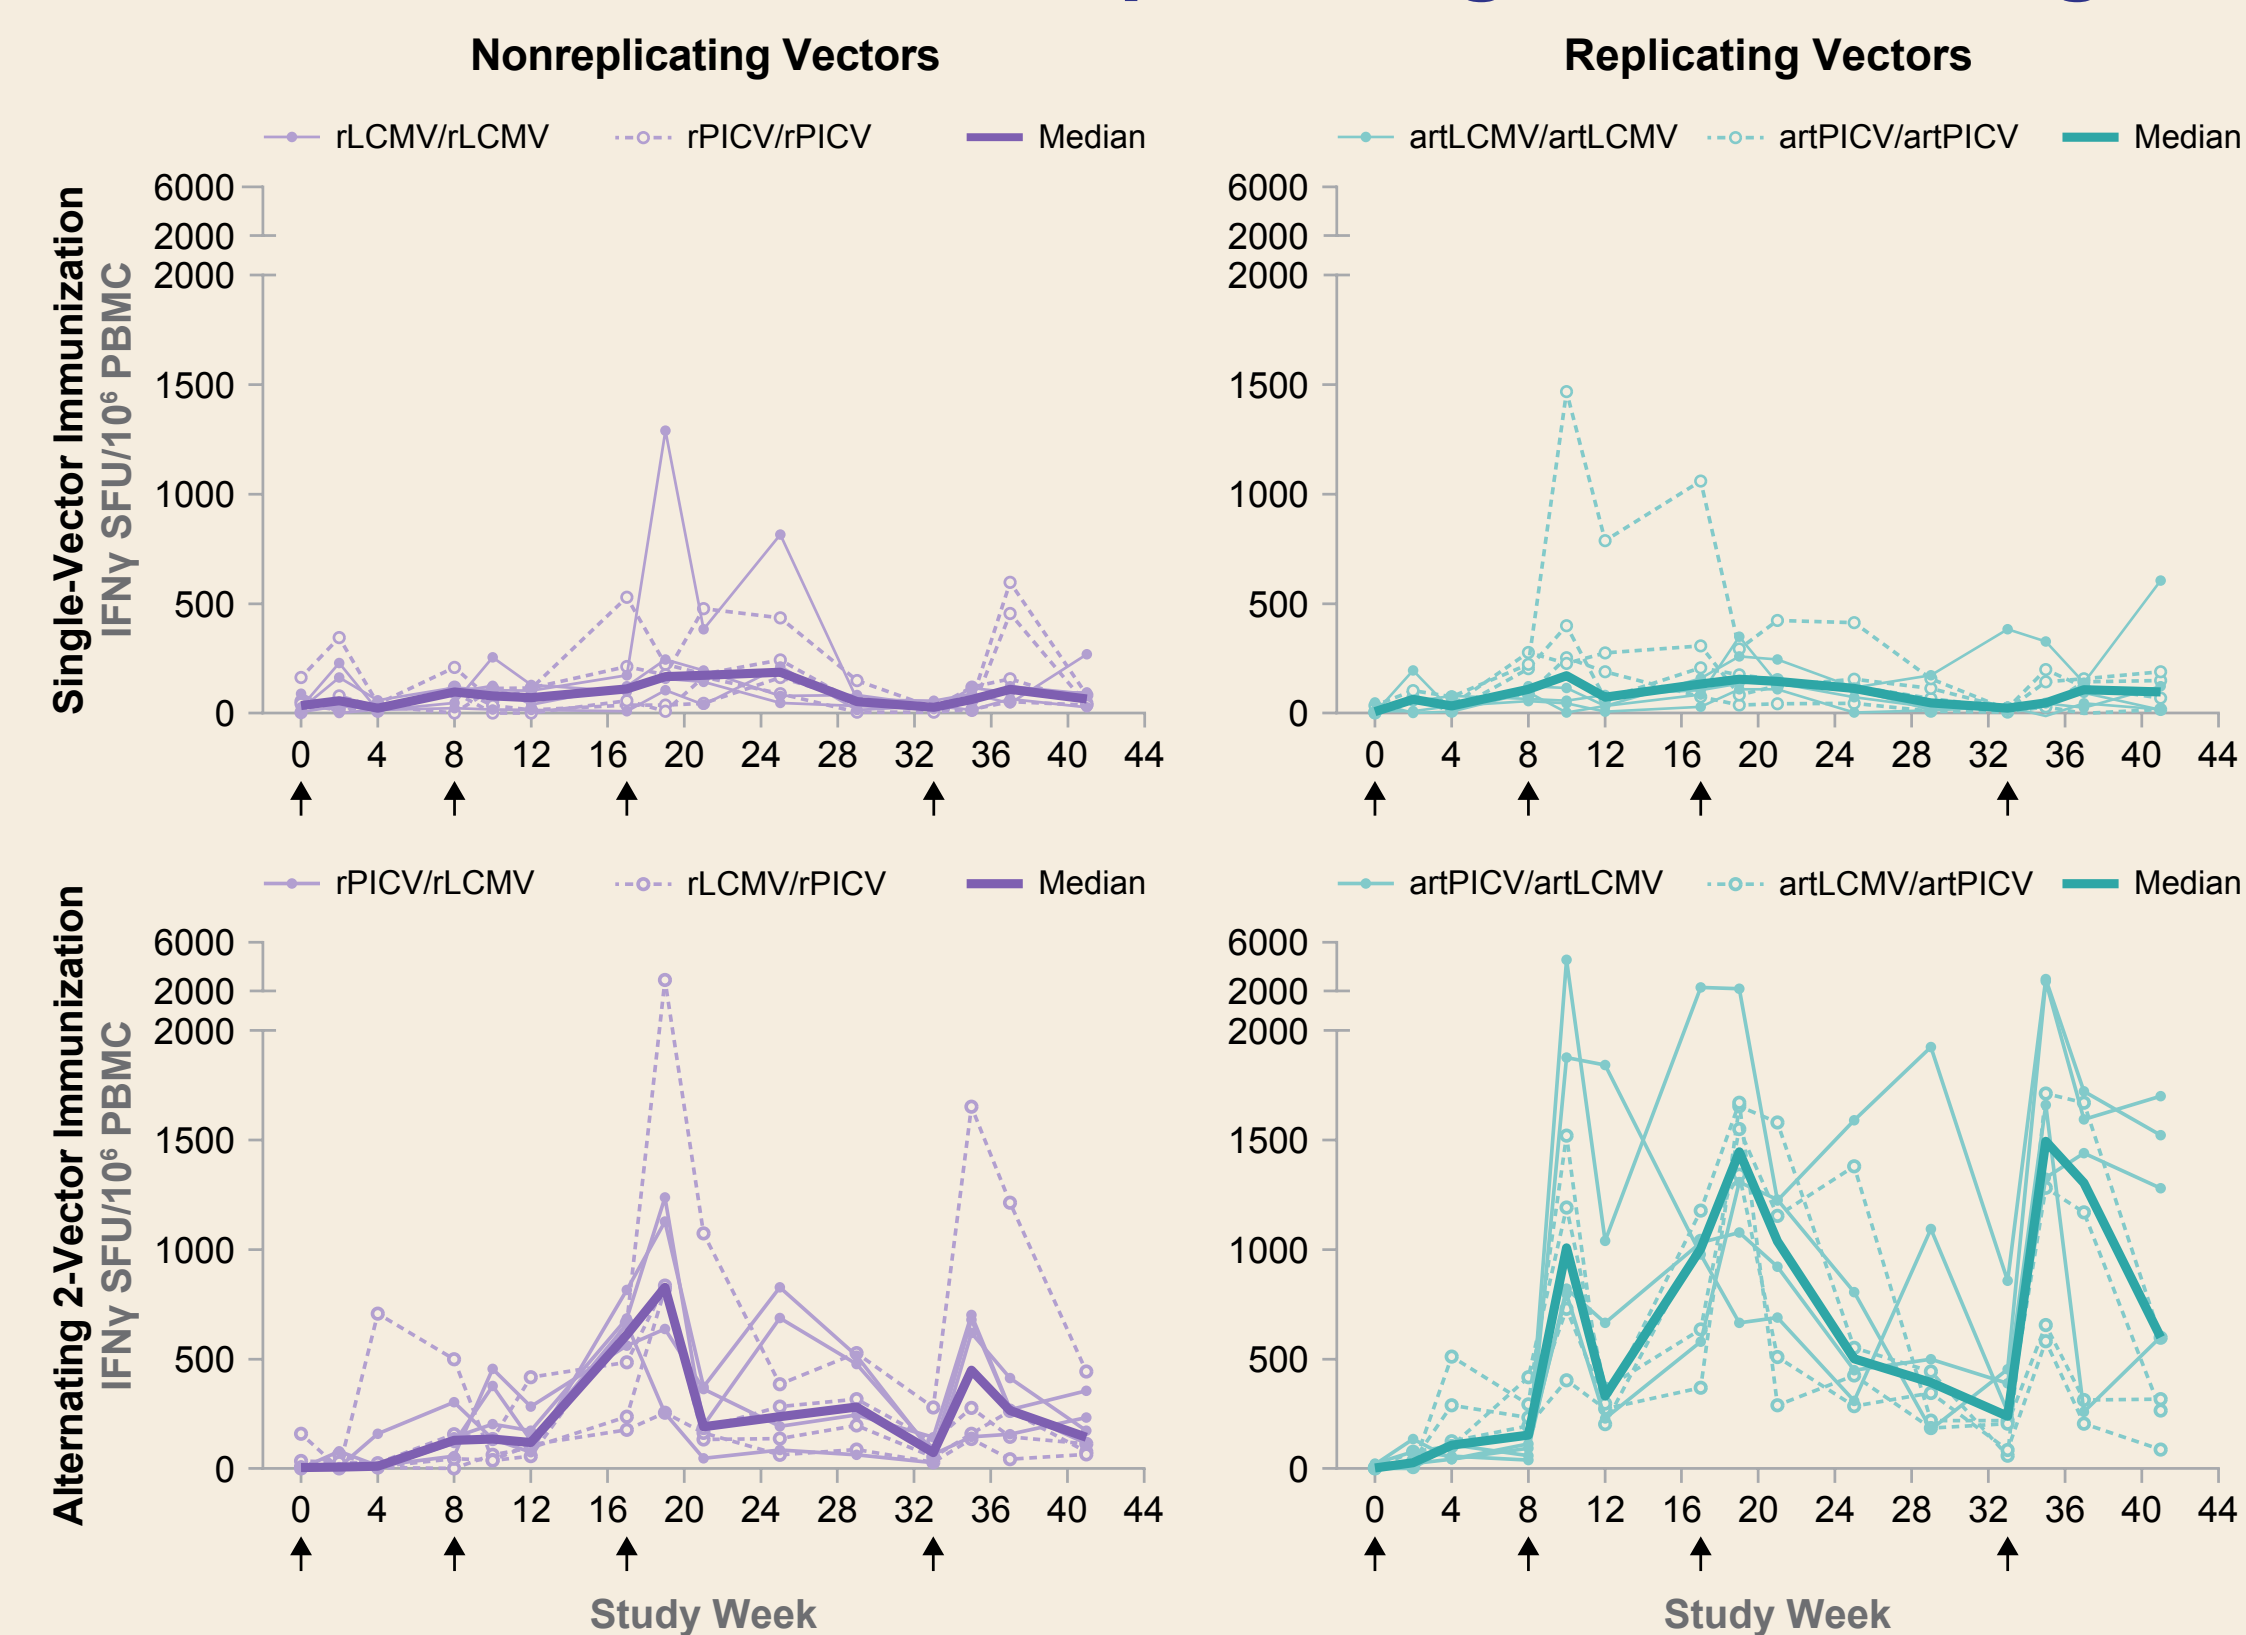 Nonreplicating Vectors
Replicating Vectors
rLCMV/rLCMV rPICV/rPICV Median
artLCMV/artLCMV artPICV/artPICV Median
Single-Vector Immunization
IFNγ SFU/10⁶ PBMC
6000
2000
2000
1500
1000
500
0
0 4 8 12 16 20 24 28 32 36 40 44
6000
2000
2000
1500
1000
500
0
0 4 8 12 16 20 24 28 32 36 40 44
rPICV/rLCMV rLCMV/rPICV Median
artPICV/artLCMV artLCMV/artPICV Median
Alternating 2-Vector Immunization
IFNγ SFU/10⁶ PBMC
6000
2000
2000
1500
1000
500
0
0 4 8 12 16 20 24 28 32 36 40 44
Study Week
6000
2000
2000
1500
1000
500
0
0 4 8 12 16 20 24 28 32 36 40 44
Study Week